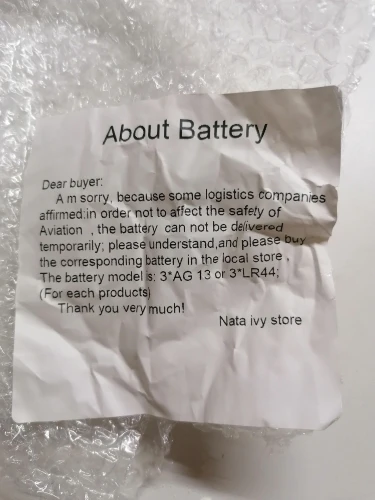 About Battery
Dear buyer:
A m sorry, because some logistics companies
affirmed:in order not to affect the safety of
Aviation , the battery can not be delivered
temporarily; please understand,and please buy
the corresponding battery in the local store ,
The battery model s: 3*AG 13 or 3*LR44;
(For each products)
Thank you very much!
Nata ivy store